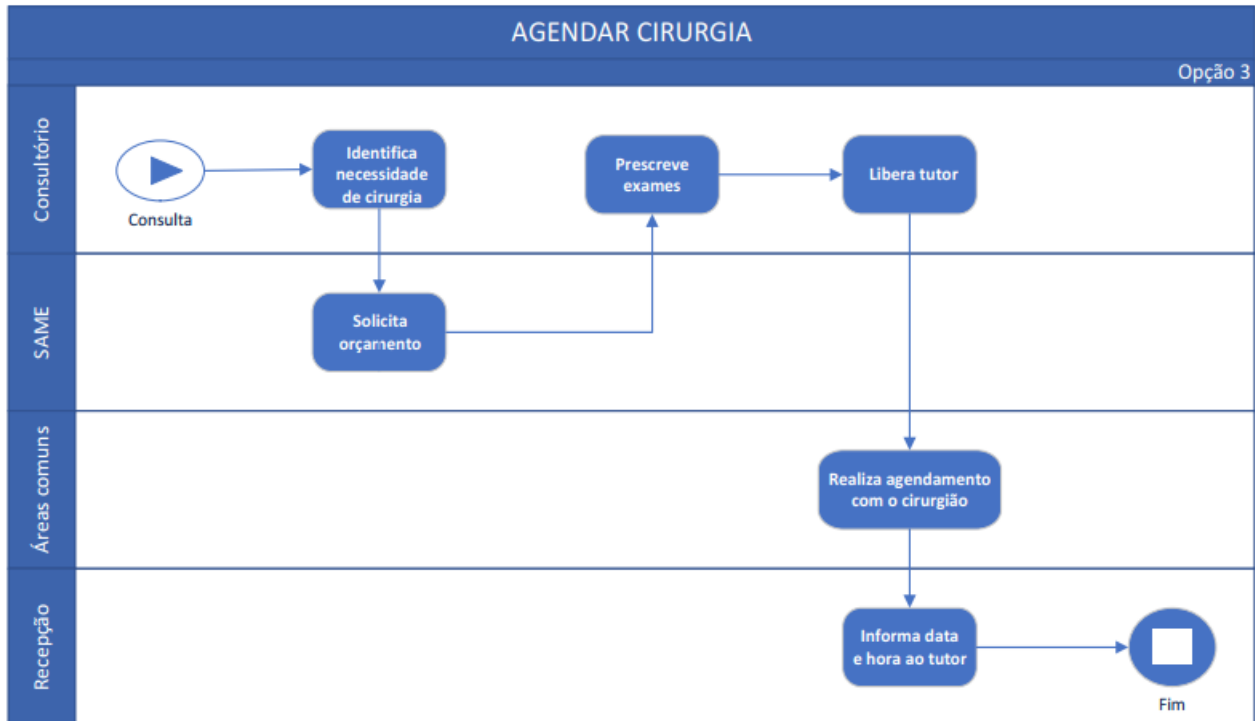 AGENDAR CIRURGIA
Opção 3
Consultório
Consulta
Identifica
necessidade
de cirurgia
Prescreve
exames
Libera tutor
SAME
Solicita
orçamento
Áreas comuns
Realiza agendamento
com o cirurgião
Recepção
Informa data
e hora ao tutor
Fim